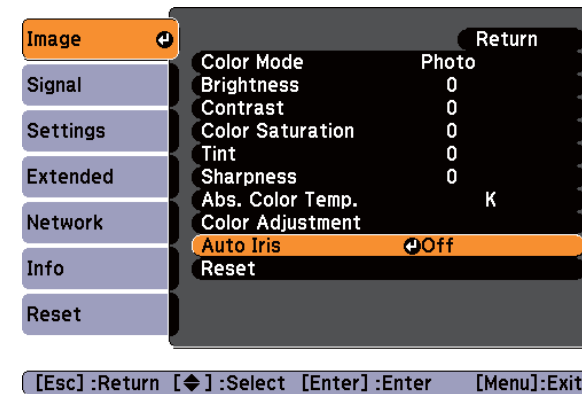 Image
Signal
Settings
Extended
Network
Info
Reset
Return
Color Mode Photo
Brightness 0
Contrast 0
Color Saturation 0
Tint 0
Sharpness 0
Abs. Color Temp. K
Color Adjustment
Auto Iris Off
Reset
[Esc] :Return [◆] :Select [Enter] :Enter [Menu]:Exit